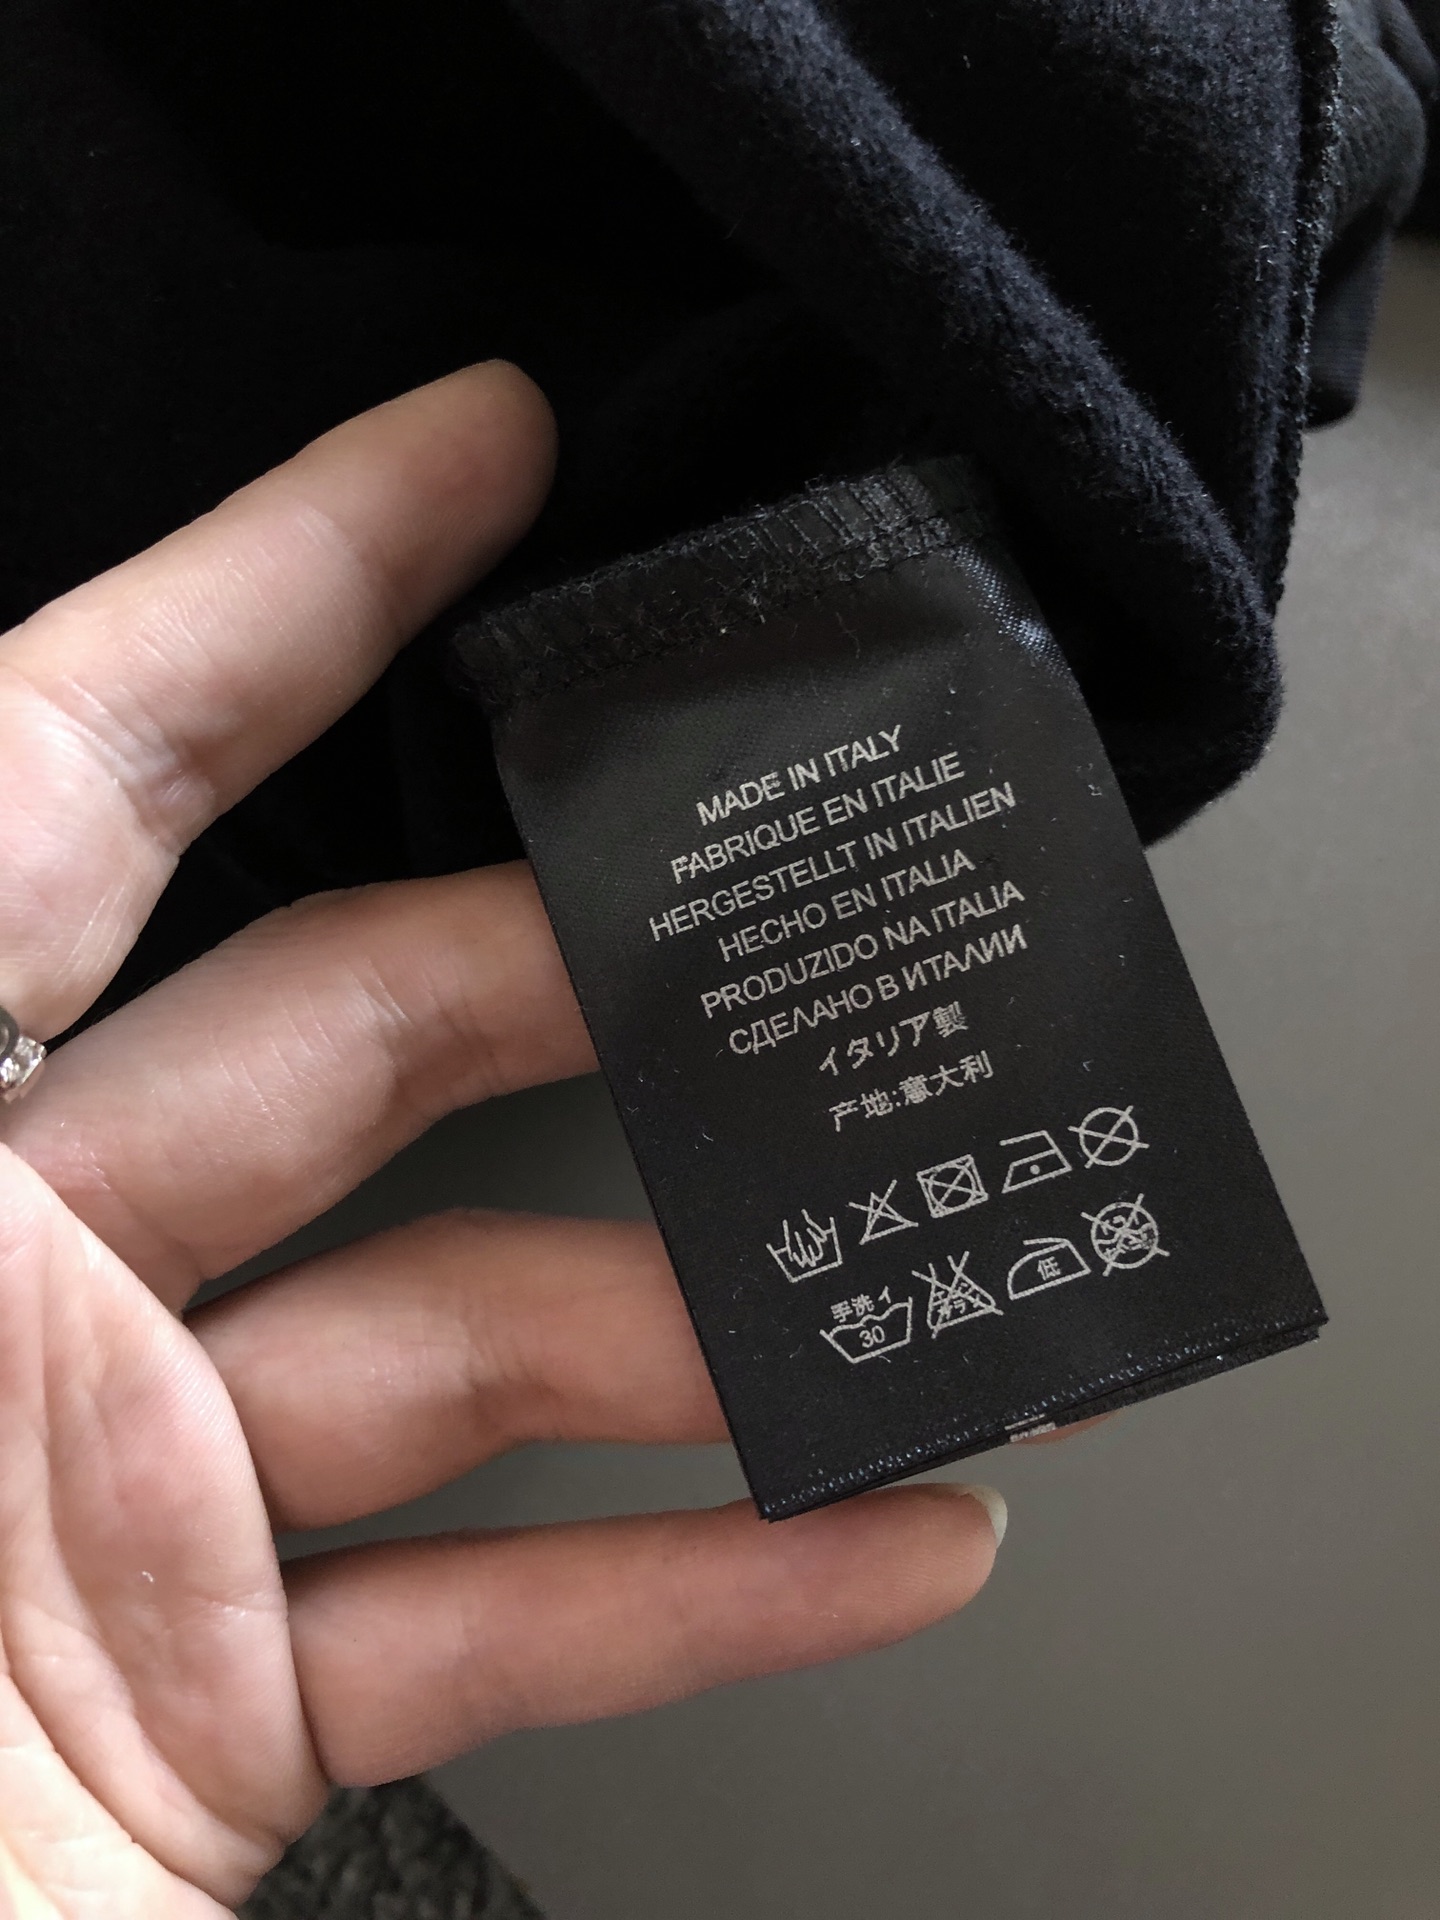 MADE IN ITALY
FABRIQUE EN ITALIE
HERGESTELLT IN ITALIEN
HECHO EN ITALIA
PRODUZIDO NA ITALIA
СДЕЛАНО В ИТАЛИИ
イタリア製
产地:意大利
手洗イ
30
低